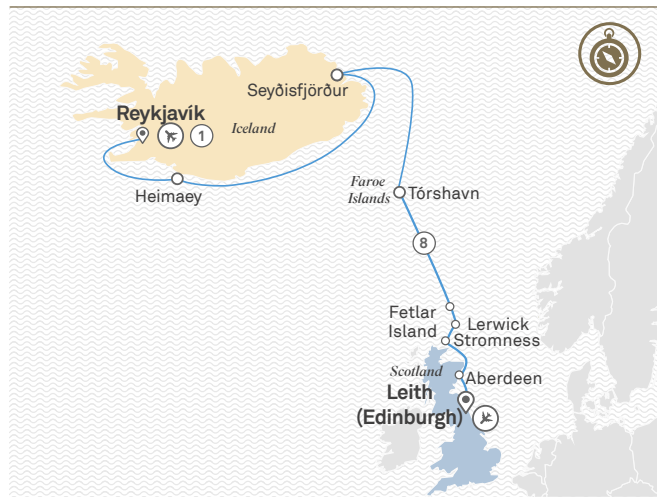 Seyðisfjörður
Reykjavík
1
Iceland
Heimaey
Faroe
Islands
Tórshavn
8
Fetlar
Island
Lerwick
Stromness
Scotland
Aberdeen
Leith
(Edinburgh)